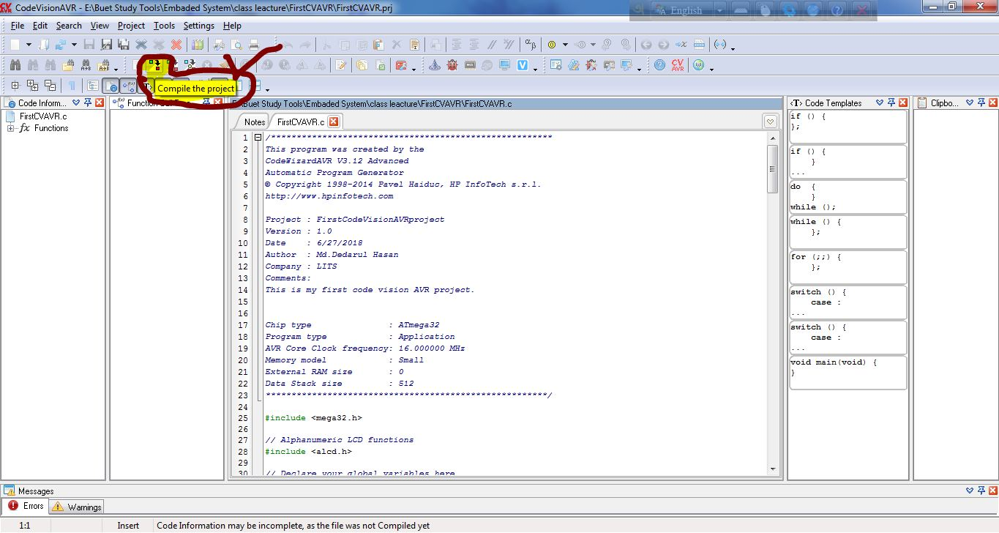 CodeVisionAVR - E:\Buet Study Tools\Embaded System\class leacture\FirstCVAVR\FirstCVAVR.prj
English
File Edit Search View Project Tools Settings Help
Compile the project
Code Inform...
E:\Buet Study Tools\Embaded System\class leacture\FirstCVAVR\FirstCVAVR.c
<T> Code Templates
Clipbo...
FirstCVAVR.c
Functions
Notes FirstCVAVR.c
1 /*******************************************************
2 This program was created by the
3 CodeWizardAVR V3.12 Advanced
4 Automatic Program Generator
5 © Copyright 1998-2014 Pavel Haiduc, HP InfoTech s.r.l.
6 http://www.hpinfotech.com
7
8 Project : FirstCodeVisionAVRproject
9 Version : 1.0
10 Date    : 6/27/2018
11 Author  : Md.Dedarul Hasan
12 Company : LITS
13 Comments:
14 This is my first code vision AVR project.
15
16
17 Chip type               : ATmega32
18 Program type            : Application
19 AVR Core Clock frequency: 16.000000 MHz
20 Memory model            : Small
21 External RAM size       : 0
22 Data Stack size         : 512
23 *******************************************************/
24
25 #include <mega32.h>
26
27 // Alphanumeric LCD functions
28 #include <alcd.h>
29
30 // Declare your global variables here
if () {
};
if () {
    }
...
do  {
    }
while ();
while () {
    };
for (;;) {
    };
switch () {
    case :
...
switch () {
    case :
...
void main(void) {
}
Messages
Errors Warnings
1:1 Insert Code Information may be incomplete, as the file was not Compiled yet